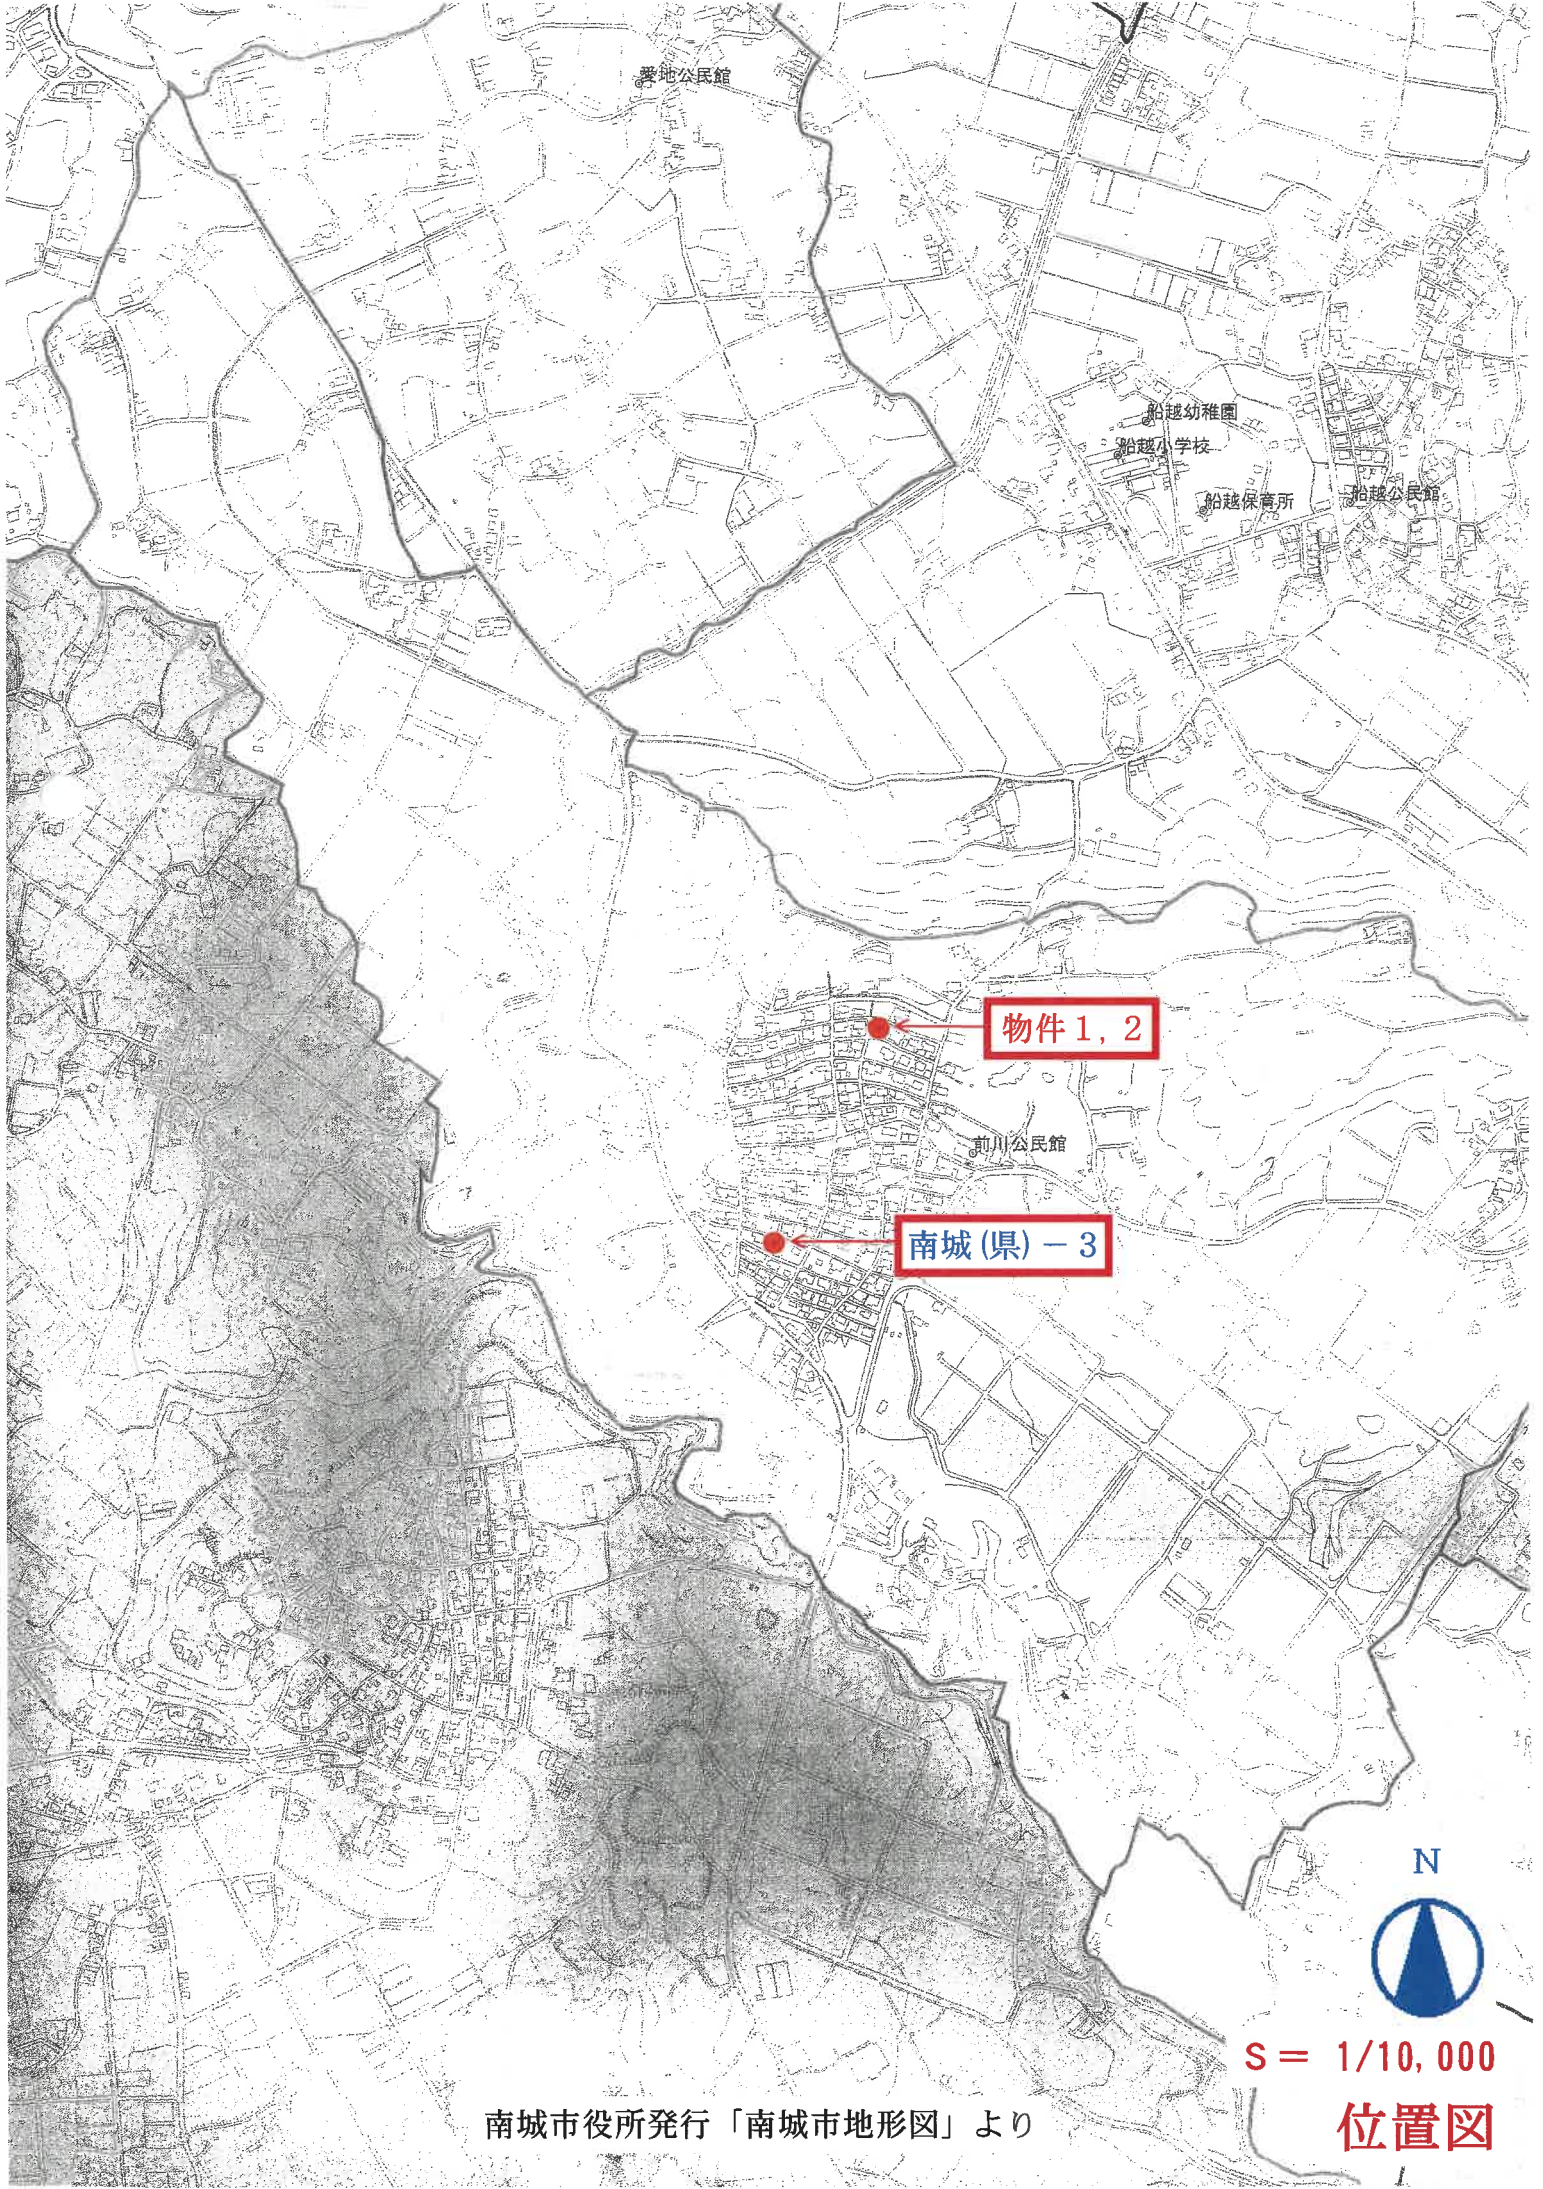 愛地公民館
船越幼稚園
船越小学校
船越保育所
船越公民館
物件1, 2
前川公民館
南城(県)－3
N
S＝ 1/10,000
南城市役所発行「南城市地形図」より
位置図